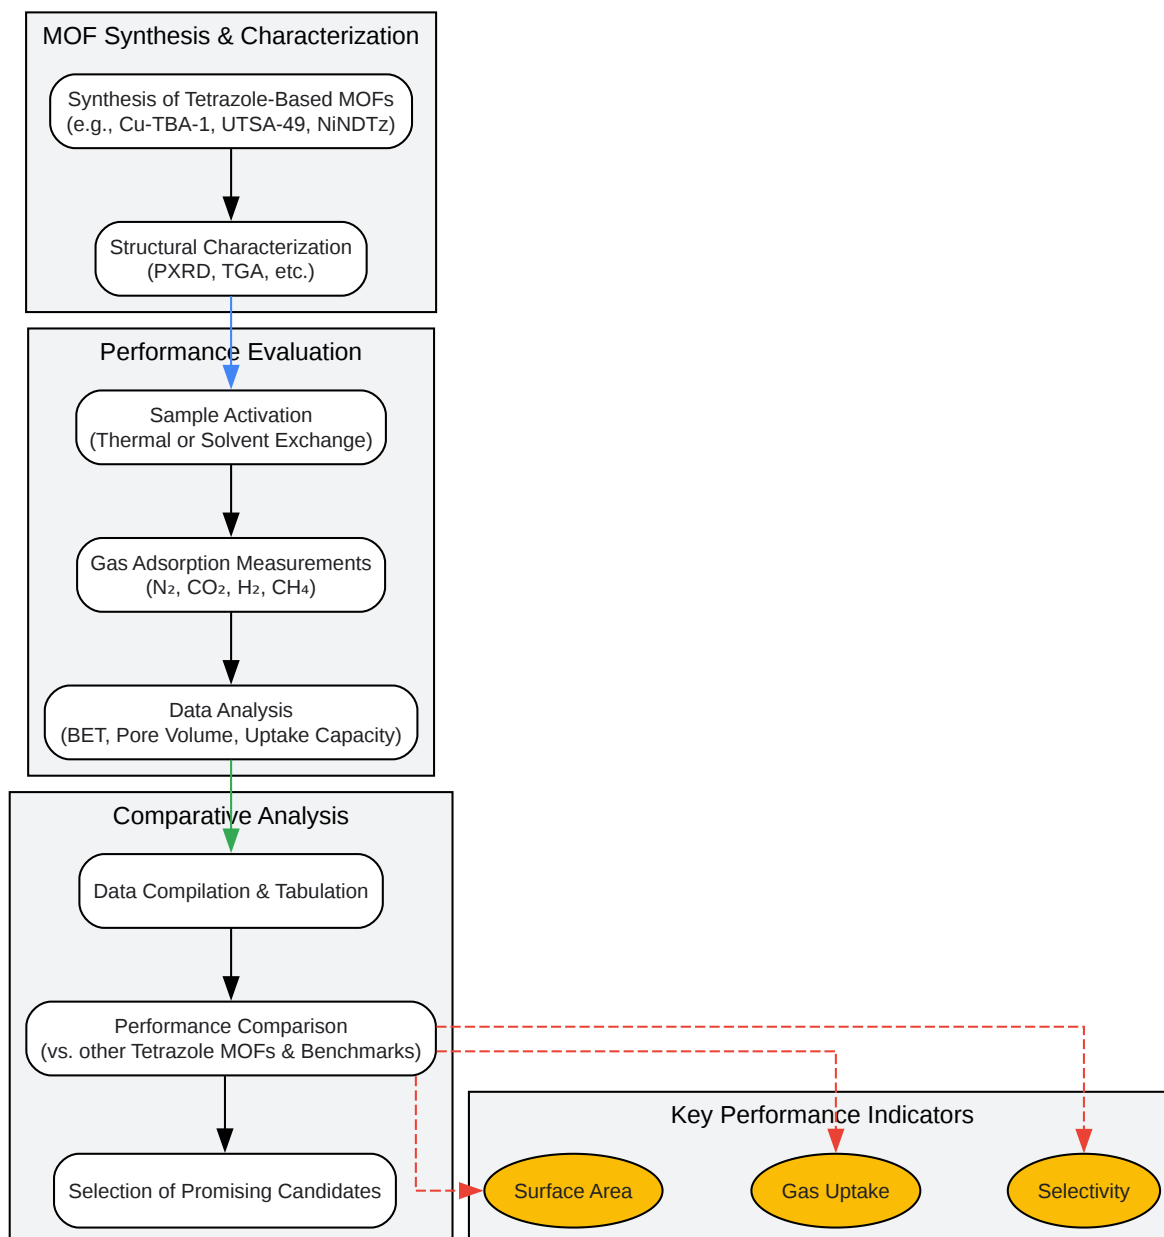 MOF Synthesis & Characterization
Synthesis of Tetrazole-Based MOFs
(e.g., Cu-TBA-1, UTSA-49, NiNDTz)
Structural Characterization
(PXRD, TGA, etc.)
Performance Evaluation
Sample Activation
(Thermal or Solvent Exchange)
Gas Adsorption Measurements
(N₂, CO₂, H₂, CH₄)
Data Analysis
(BET, Pore Volume, Uptake Capacity)
Comparative Analysis
Data Compilation & Tabulation
Performance Comparison
(vs. other Tetrazole MOFs & Benchmarks)
Selection of Promising Candidates
Key Performance Indicators
Surface Area
Gas Uptake
Selectivity